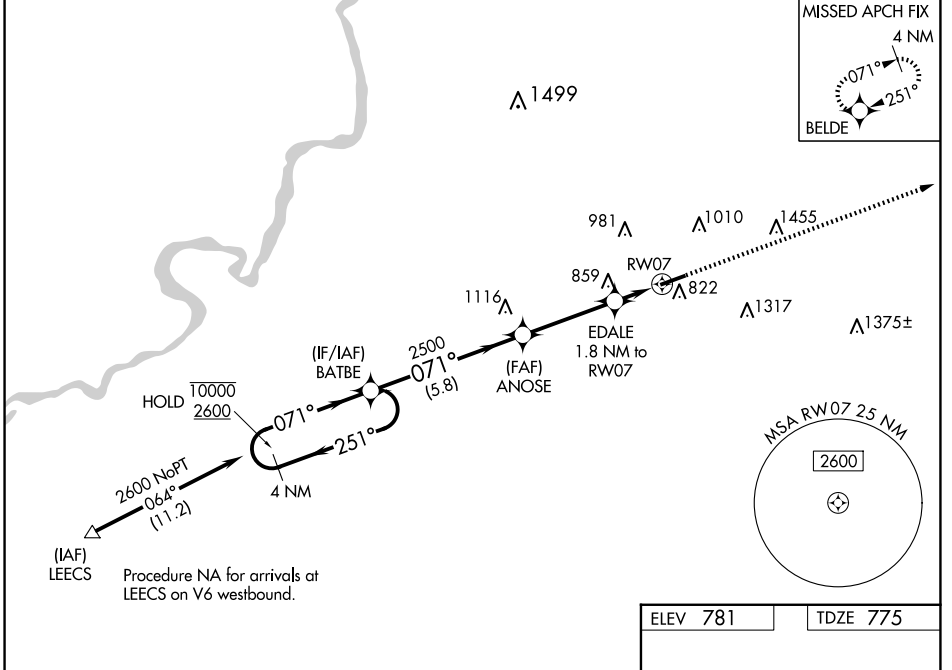 MISSED APCH FIX
4 NM
071°
251°
BELDE
1499
981
1010
1455
RW07
859
822
1116
1317
EDALE
1.8 NM to
RW07
1375±
(IF/IAF)
BATBE
2500
071°
(5.8)
(FAF)
ANOSE
HOLD
10000
2600
071°
251°
4 NM
MSA RW07 25 NM
2600
2600 NoPT
064°
(11.2)
(IAF)
LEECS
Procedure NA for arrivals at
LEECS on V6 westbound.
ELEV 781
TDZE 775